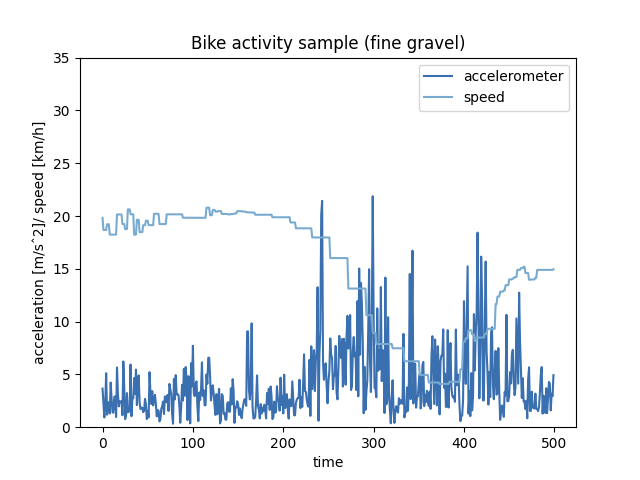 Bike activity sample (fine gravel)
accelerometer
speed
acceleration [m/s^2]/ speed [km/h]
35
30
25
20
15
10
5
0
0 100 200 300 400 500
time